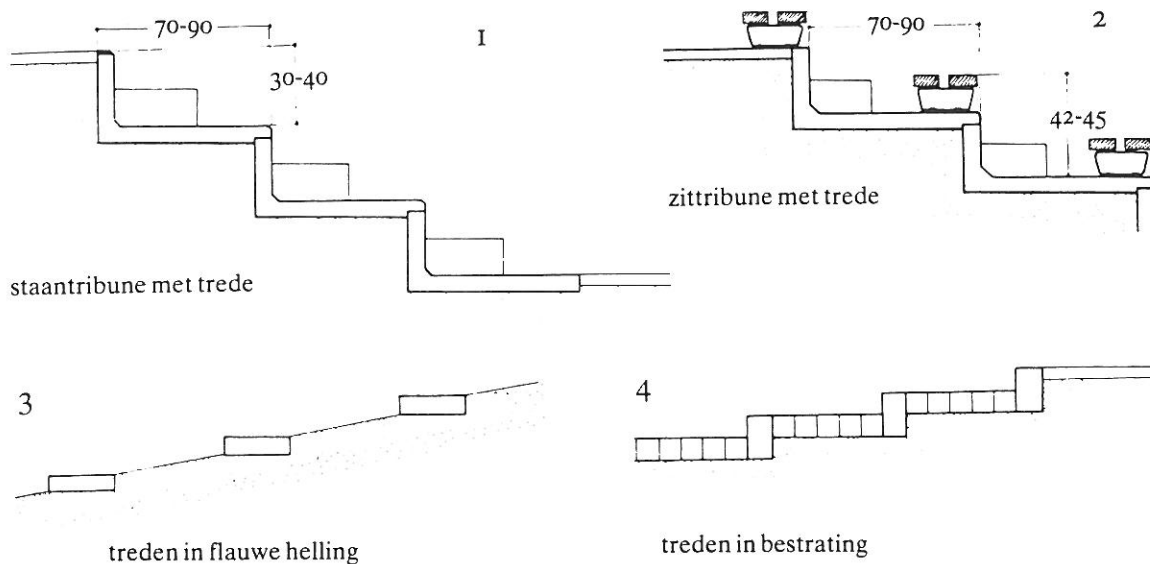 70-90
1
30-40
staantribune met trede
70-90
2
42-45
zittribune met trede
3
treden in flauwe helling
4
treden in bestrating